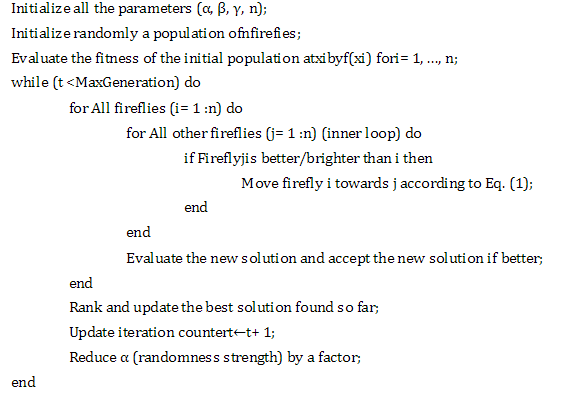 Initialize all the parameters (α, β, γ, n);
Initialize randomly a population ofnfirefies;
Evaluate the fitness of the initial population atxibyf(xi) fori= 1, ..., n;
while (t <MaxGeneration) do
for All fireflies (i= 1 :n) do
for All other fireflies (j= 1 :n) (inner loop) do
if Fireflyjis better/brighter than i then
Move firefly i towards j according to Eq. (1);
end
end
Evaluate the new solution and accept the new solution if better;
end
Rank and update the best solution found so far;
Update iteration countert←t+ 1;
Reduce α (randomness strength) by a factor;
end